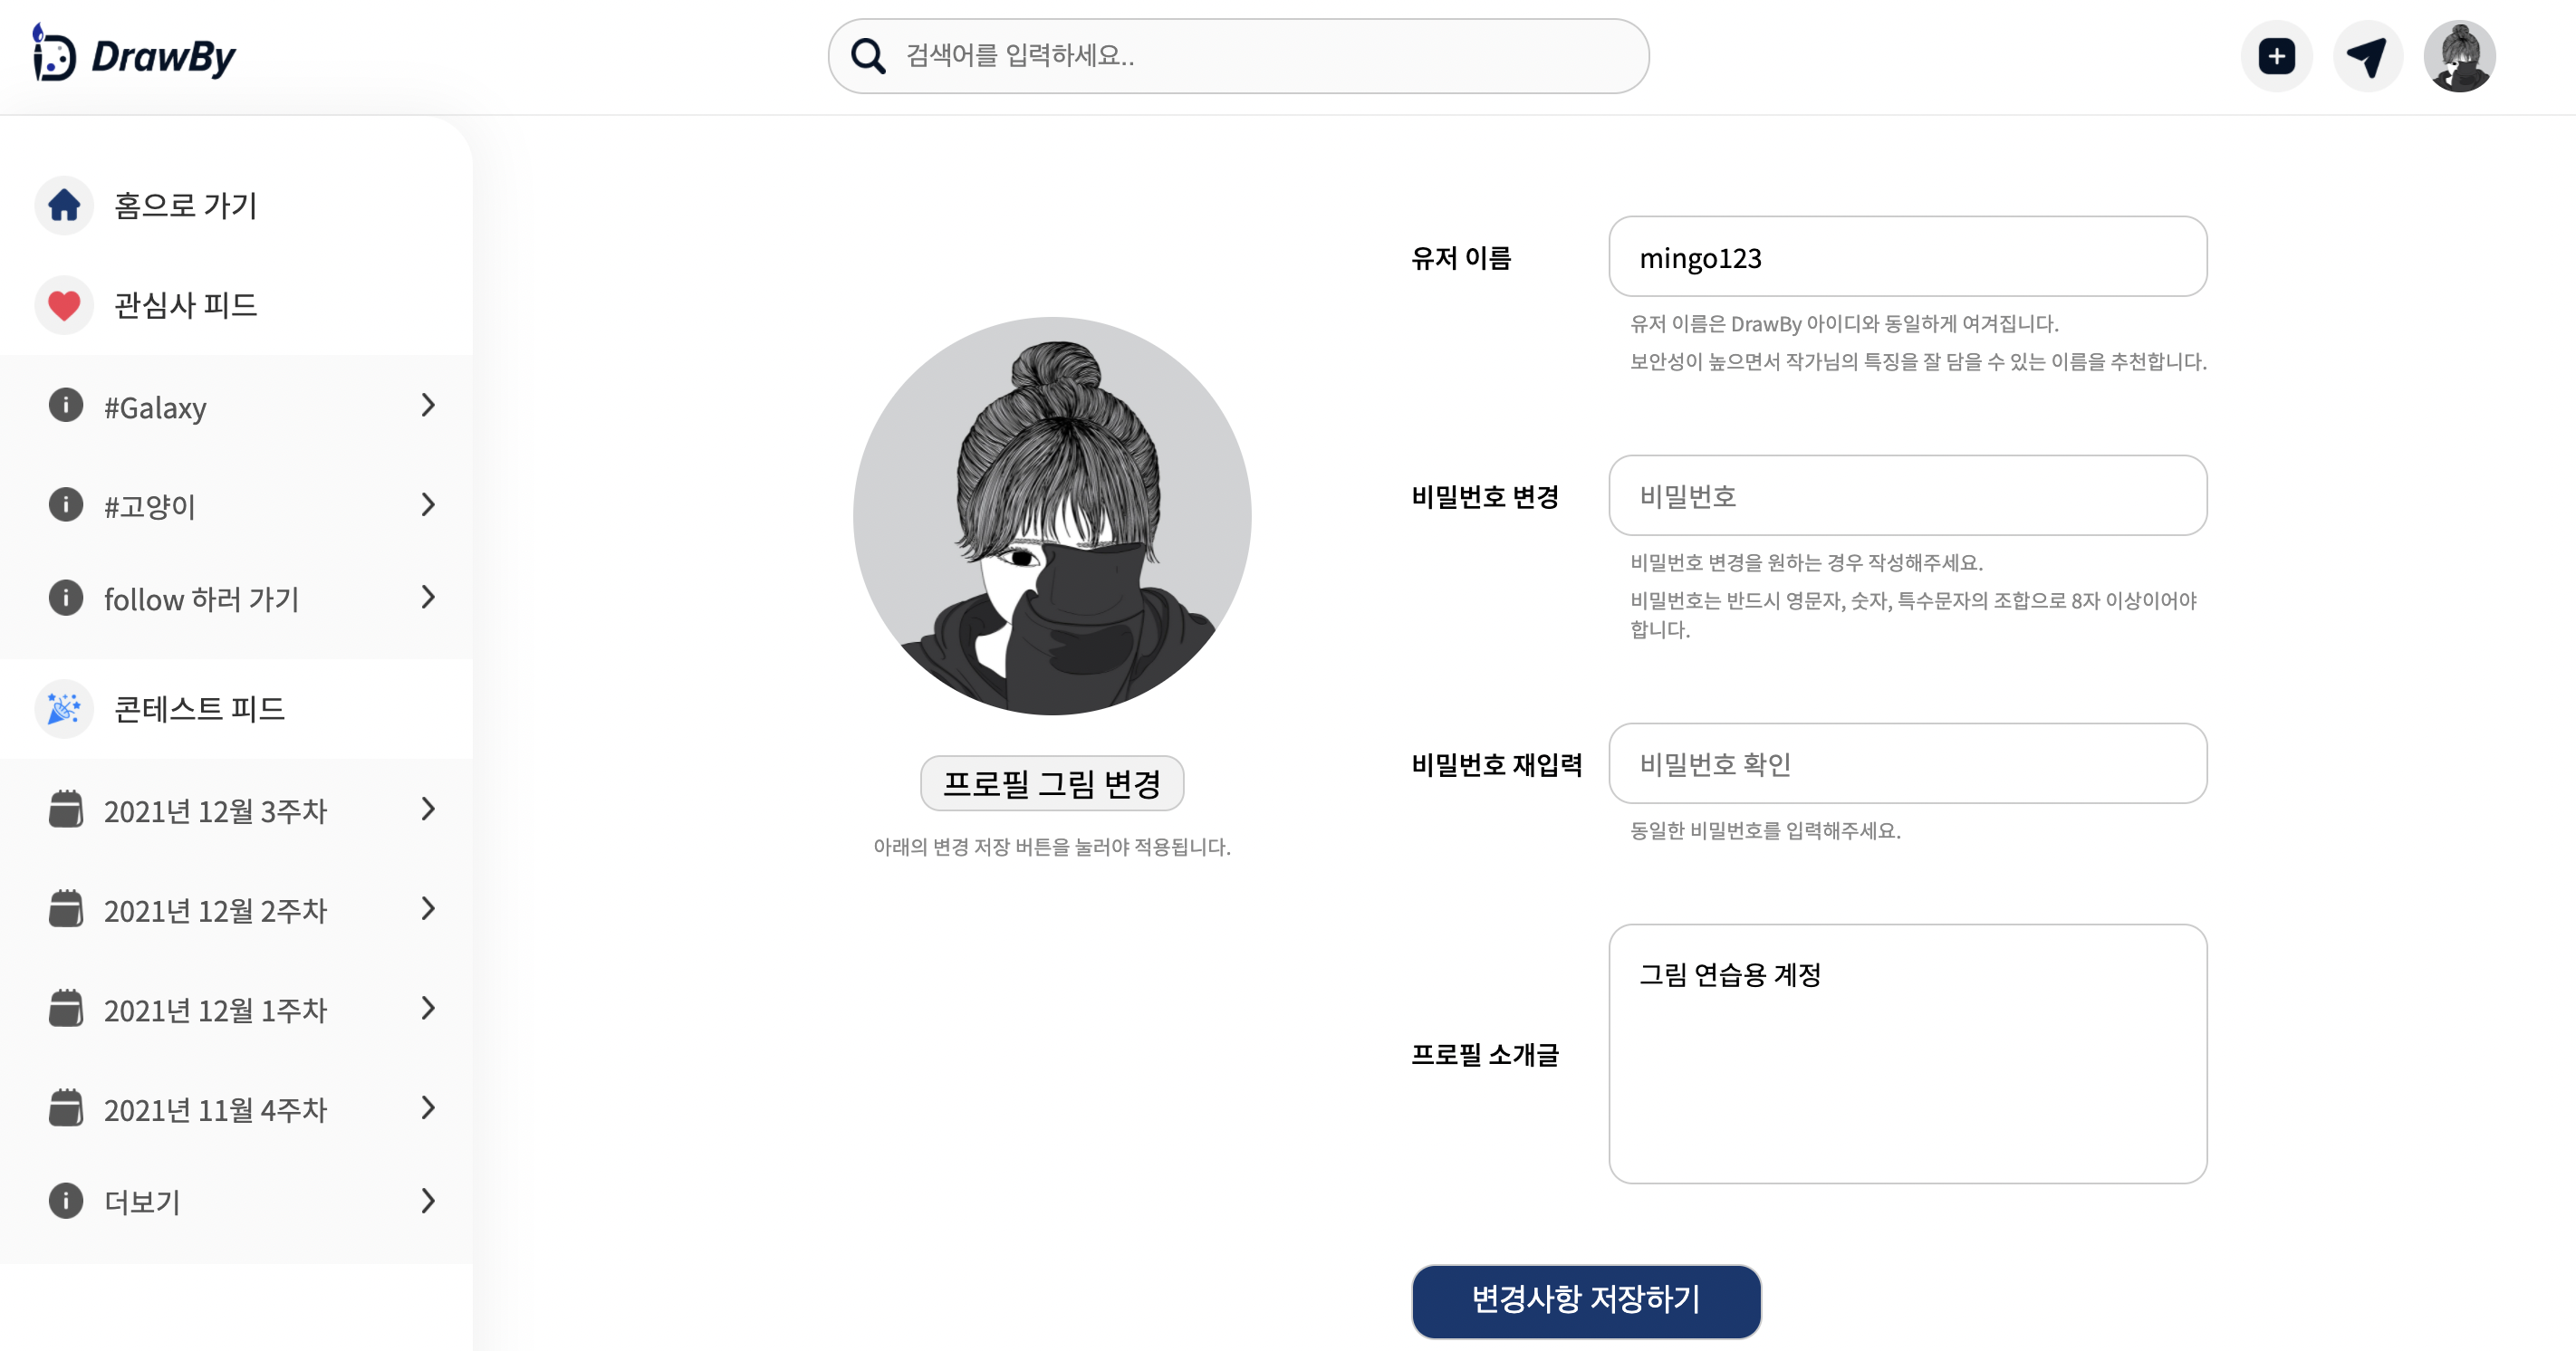 DrawBy
검색어를 입력하세요..
홈으로 가기
관심사 피드
#Galaxy
#고양이
follow 하러 가기
콘테스트 피드
2021년 12월 3주차
2021년 12월 2주차
2021년 12월 1주차
2021년 11월 4주차
더보기
프로필 그림 변경
아래의 변경 저장 버튼을 눌러야 적용됩니다.
유저 이름
mingo123
유저 이름은 DrawBy 아이디와 동일하게 여겨집니다.
보안성이 높으면서 작가님의 특징을 잘 담을 수 있는 이름을 추천합니다.
비밀번호 변경
비밀번호
비밀번호 변경을 원하는 경우 작성해주세요.
비밀번호는 반드시 영문자, 숫자, 특수문자의 조합으로 8자 이상이어야
합니다.
비밀번호 재입력
비밀번호 확인
동일한 비밀번호를 입력해주세요.
프로필 소개글
그림 연습용 계정
변경사항 저장하기